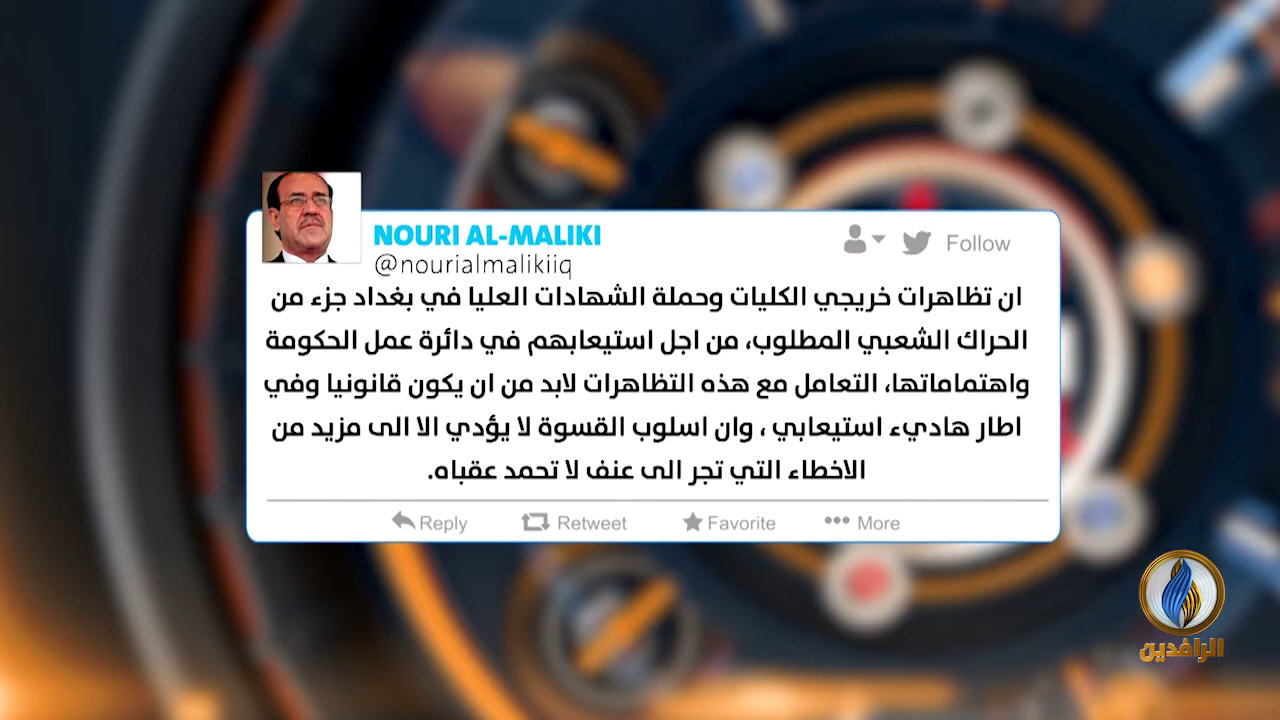 NOURI AL-MALIKI
@nourialmalikiiq
Follow
ان تظاهرات خريجي الكليات وحملة الشهادات العليا في بغداد جزء من
الحراك الشعبي المطلوب، من اجل استيعابهم في دائرة عمل الحكومة
واهتماماتها، التعامل مع هذه التظاهرات لابد من ان يكون قانونيا وفي
اطار هاديء استيعابي ، وان اسلوب القسوة لا يؤدي الا الى مزيد من
الاخطاء التي تجر الى عنف لا تحمد عقباه.
Reply Retweet Favorite More
الرافدين